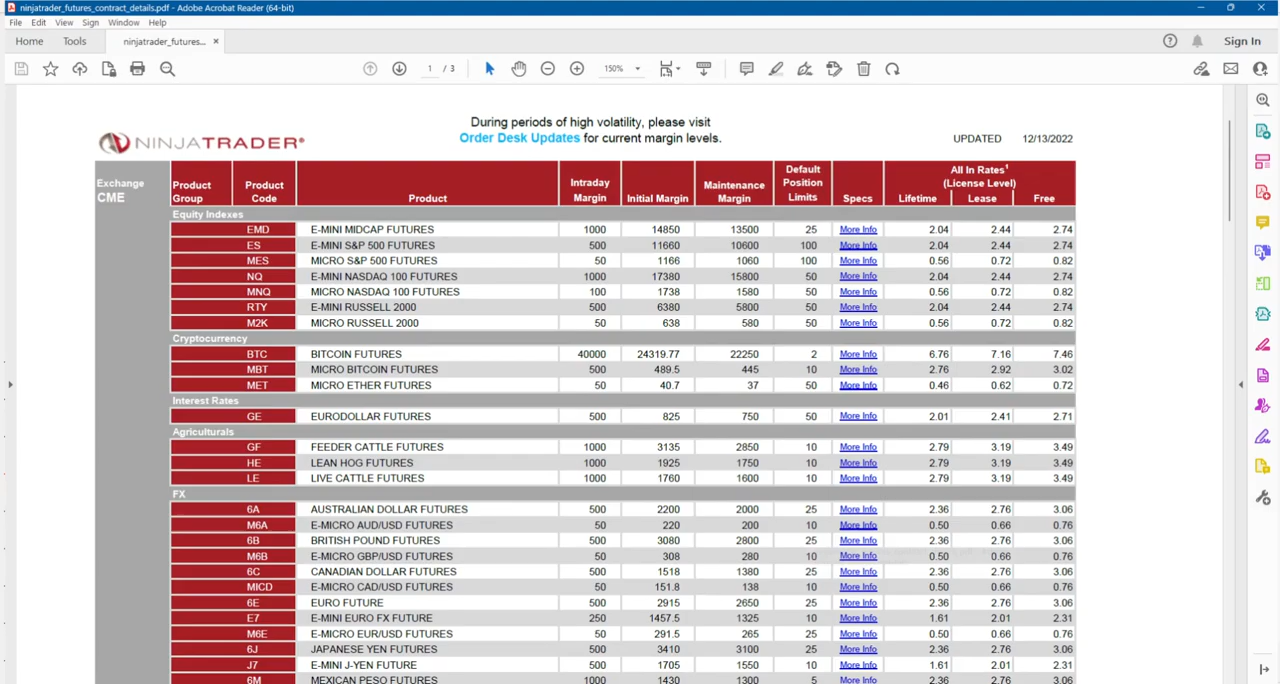 ninjatrader_futures_contract_details.pdf - Adobe Acrobat Reader (64-bit)
File Edit View Sign Window Help
Home Tools ninjatrader_futures... × Sign In
1 / 3 150%
During periods of high volatility, please visit
NINJATRADER® Order Desk Updates for current margin levels. UPDATED 12/13/2022
Exchange CME Product Group Product Code Product Intraday Margin Initial Margin Maintenance Margin Default Position Limits Specs All In Rates¹ (License Level) Lifetime Lease Free
Equity Indexes
EMD E-MINI MIDCAP FUTURES 1000 14850 13500 25 More Info 2.04 2.44 2.74
ES E-MINI S&P 500 FUTURES 500 11660 10600 100 More Info 2.04 2.44 2.74
MES MICRO S&P 500 FUTURES 50 1166 1060 100 More Info 0.56 0.72 0.82
NQ E-MINI NASDAQ 100 FUTURES 1000 17380 15800 50 More Info 2.04 2.44 2.74
MNQ MICRO NASDAQ 100 FUTURES 100 1738 1580 50 More Info 0.56 0.72 0.82
RTY E-MINI RUSSELL 2000 500 6380 5800 50 More Info 2.04 2.44 2.74
M2K MICRO RUSSELL 2000 50 638 580 50 More Info 0.56 0.72 0.82
Cryptocurrency
BTC BITCOIN FUTURES 40000 24319.77 22250 2 More Info 6.76 7.16 7.46
MBT MICRO BITCOIN FUTURES 500 489.5 445 10 More Info 2.76 2.92 3.02
MET MICRO ETHER FUTURES 50 40.7 37 50 More Info 0.46 0.62 0.72
Interest Rates
GE EURODOLLAR FUTURES 500 825 750 50 More Info 2.01 2.41 2.71
Agriculturals
GF FEEDER CATTLE FUTURES 1000 3135 2850 10 More Info 2.79 3.19 3.49
HE LEAN HOG FUTURES 1000 1925 1750 10 More Info 2.79 3.19 3.49
LE LIVE CATTLE FUTURES 1000 1760 1600 10 More Info 2.79 3.19 3.49
FX
6A AUSTRALIAN DOLLAR FUTURES 500 2200 2000 25 More Info 2.36 2.76 3.06
M6A E-MICRO AUD/USD FUTURES 50 220 200 10 More Info 0.50 0.66 0.76
6B BRITISH POUND FUTURES 500 3080 2800 25 More Info 2.36 2.76 3.06
M6B E-MICRO GBP/USD FUTURES 50 308 280 10 More Info 0.50 0.66 0.76
6C CANADIAN DOLLAR FUTURES 500 1518 1380 25 More Info 2.36 2.76 3.06
MICD E-MICRO CAD/USD FUTURES 50 151.8 138 10 More Info 0.50 0.66 0.76
6E EURO FUTURE 500 2915 2650 25 More Info 2.36 2.76 3.06
E7 E-MINI EURO FX FUTURE 250 1457.5 1325 10 More Info 1.61 2.01 2.31
M6E E-MICRO EUR/USD FUTURES 50 291.5 265 25 More Info 0.50 0.66 0.76
6J JAPANESE YEN FUTURES 500 3410 3100 25 More Info 2.36 2.76 3.06
J7 E-MINI J-YEN FUTURE 500 1705 1550 10 More Info 1.61 2.01 2.31
6M MEXICAN PESO FUTURES 1000 1430 1300 5 More Info 2.36 2.76 3.06